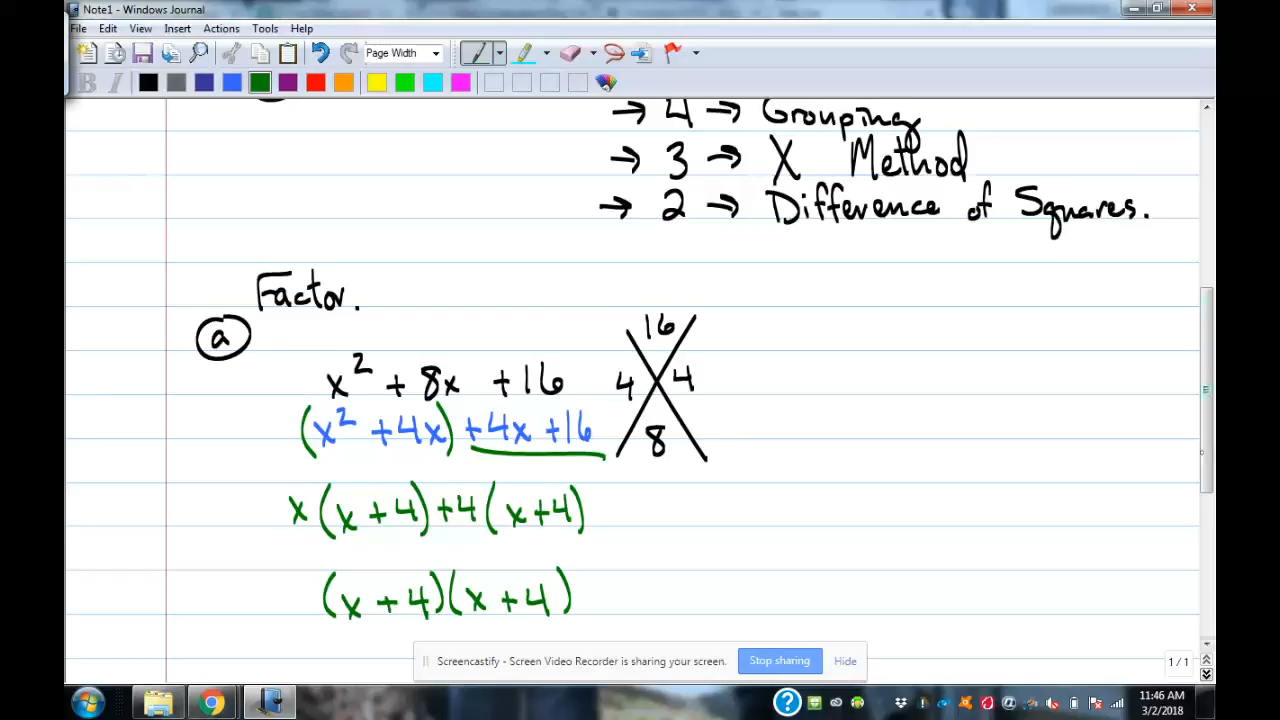 Note1 - Windows Journal
File Edit View Insert Actions Tools Help
Page Width
B I
→ 4 → Grouping
→ 3 → X Method
→ 2 → Difference of Squares.
Factor.
a
16
x² + 8x + 16
4 4
(x² + 4x) + 4x + 16
8
x(x + 4) + 4(x + 4)
(x + 4)(x + 4)
Screencastify - Screen Video Recorder is sharing your screen. Stop sharing Hide
1 / 1
11:46 AM
3/2/2018